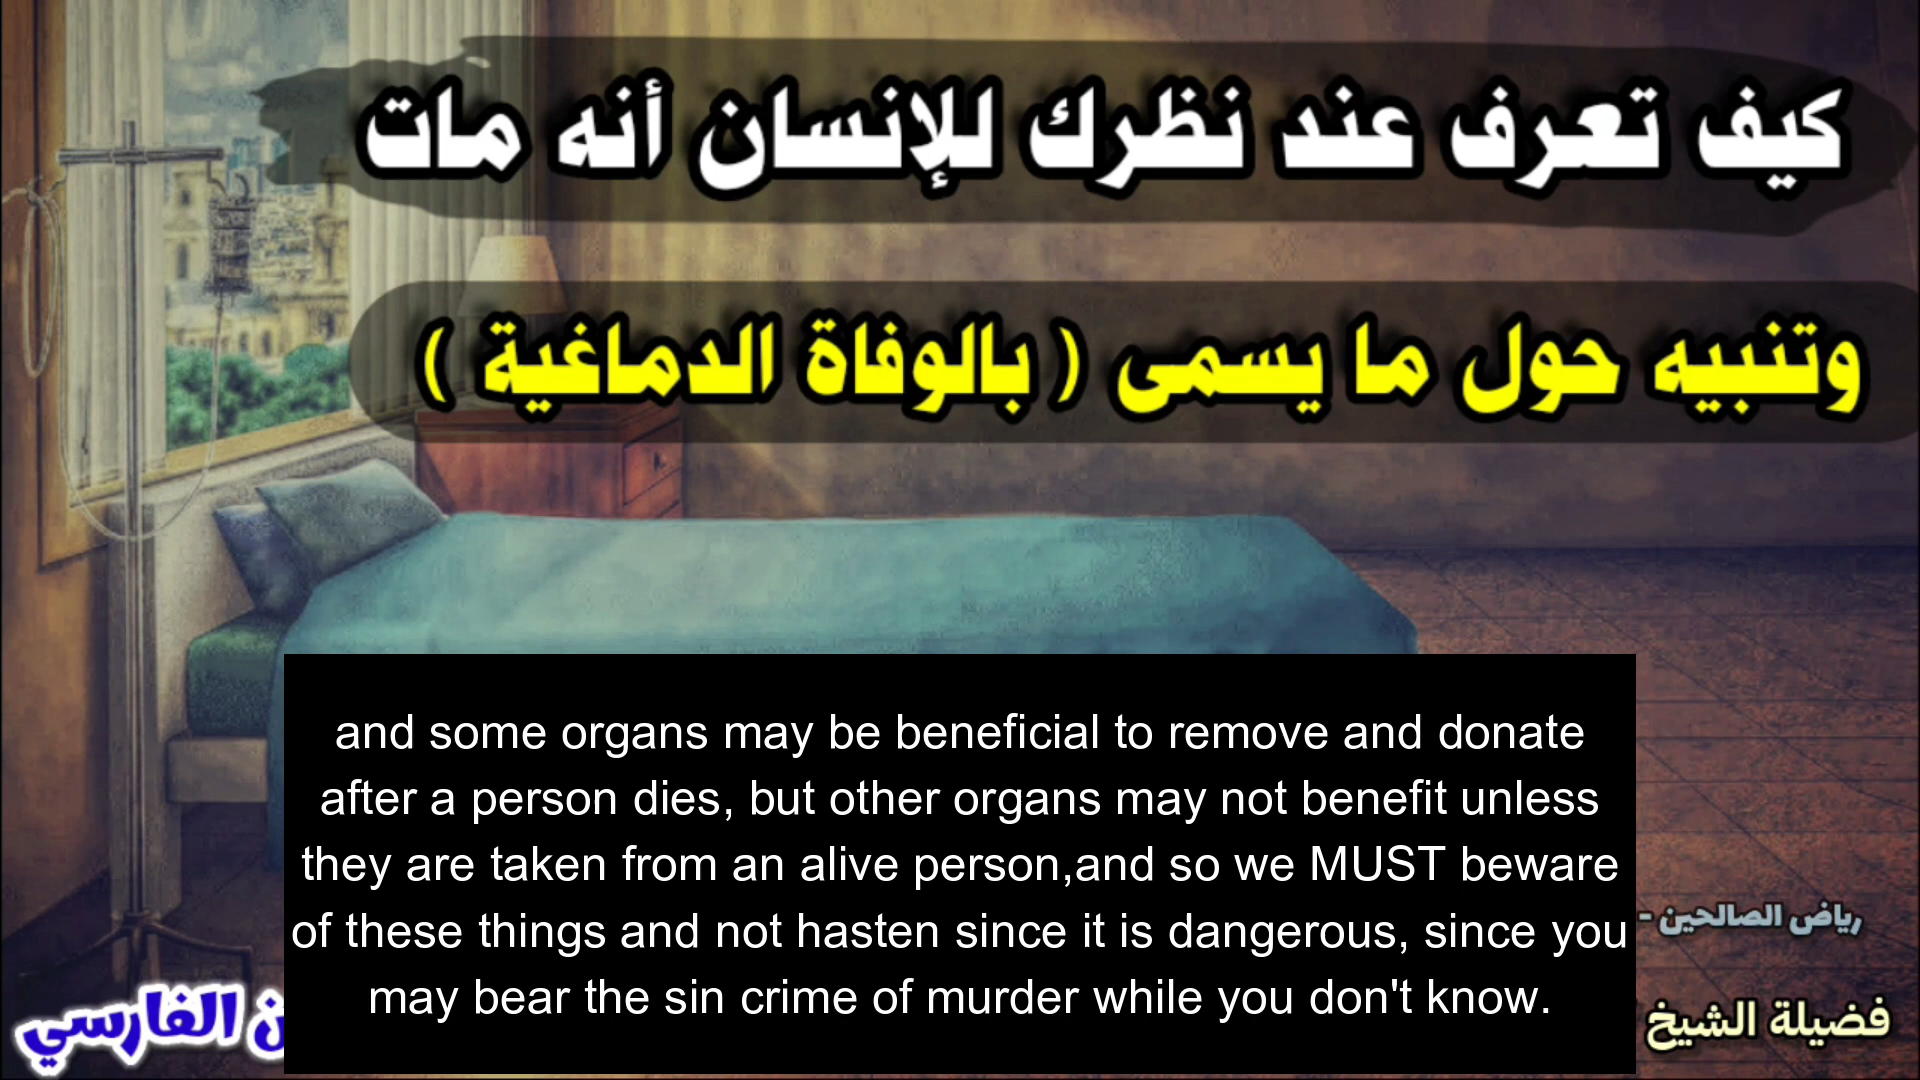 كيف تعرف عند نظرك للإنسان أنه مات
وتنبيه حول ما يسمى ( بالوفاة الدماغية )
and some organs may be beneficial to remove and donate
after a person dies, but other organs may not benefit unless
they are taken from an alive person,and so we MUST beware
of these things and not hasten since it is dangerous, since you
may bear the sin crime of murder while you don't know.
رياض الصالحين -
فضيلة الشيخ
الفارسي